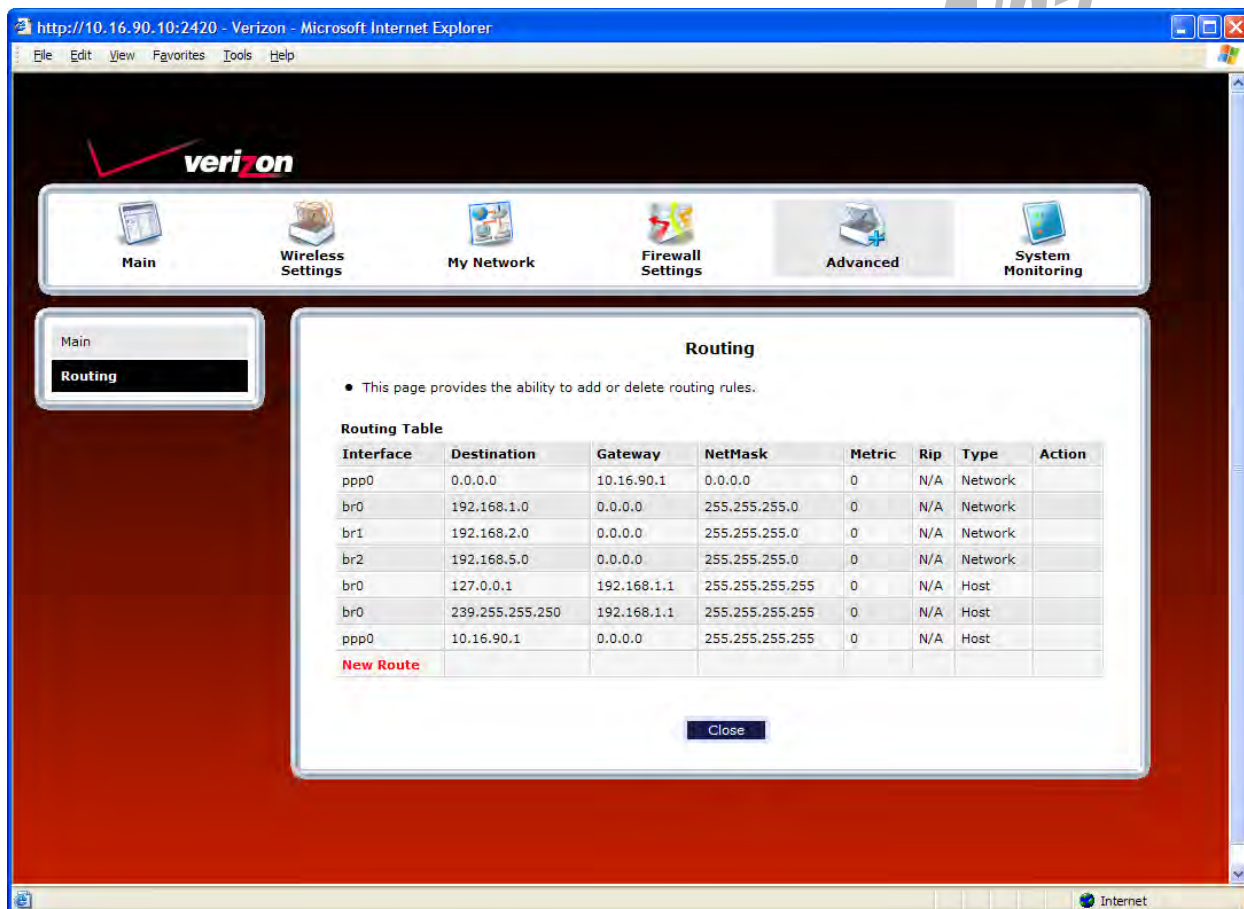 http://10.16.90.10:2420 - Verizon - Microsoft Internet Explorer
File Edit View Favorites Tools Help
verizon
Main
Wireless Settings
My Network
Firewall Settings
Advanced
System Monitoring
Main
Routing
Routing
• This page provides the ability to add or delete routing rules.
Routing Table
Interface Destination Gateway NetMask Metric Rip Type Action
ppp0 0.0.0.0 10.16.90.1 0.0.0.0 0 N/A Network
br0 192.168.1.0 0.0.0.0 255.255.255.0 0 N/A Network
br1 192.168.2.0 0.0.0.0 255.255.255.0 0 N/A Network
br2 192.168.5.0 0.0.0.0 255.255.255.0 0 N/A Network
br0 127.0.0.1 192.168.1.1 255.255.255.255 0 N/A Host
br0 239.255.255.250 192.168.1.1 255.255.255.255 0 N/A Host
ppp0 10.16.90.1 0.0.0.0 255.255.255.255 0 N/A Host
New Route
Close
Internet